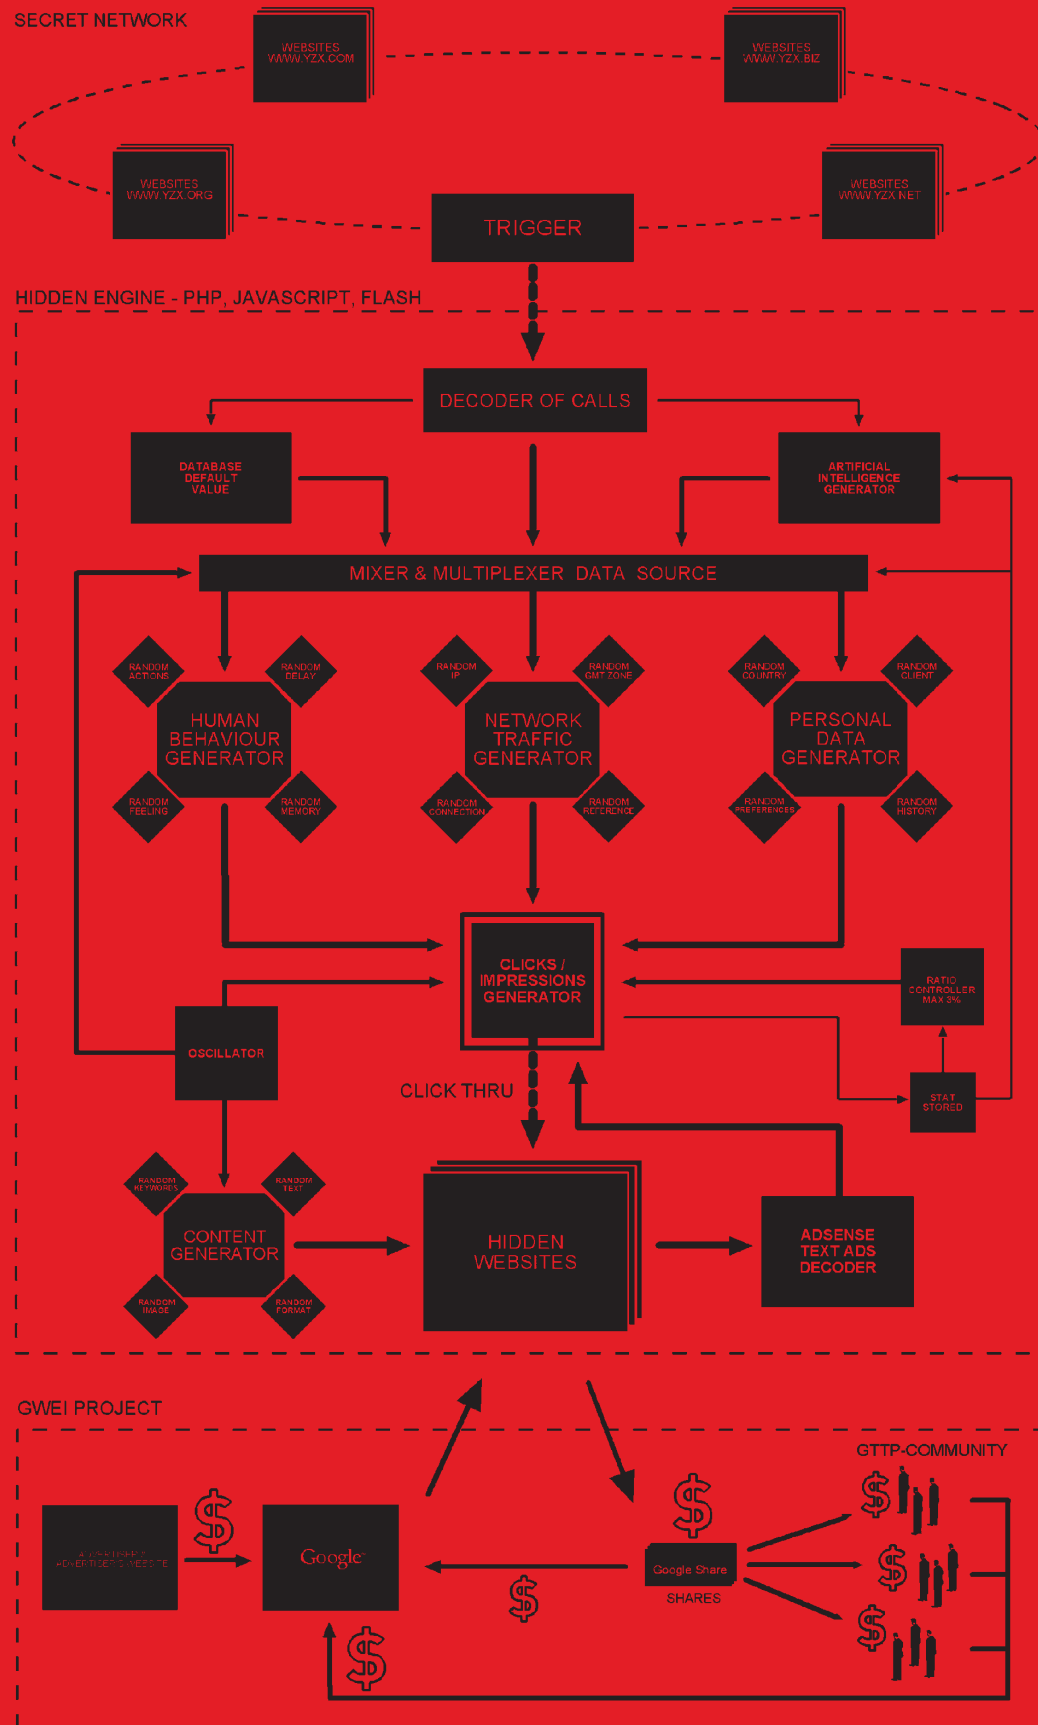 SECRET NETWORK
WEBSITES
WWW.YZX.COM
WEBSITES
WWW.YZX.BIZ
WEBSITES
WWW.YZX.ORG
WEBSITES
WWW.YZX.NET
TRIGGER
HIDDEN ENGINE - PHP, JAVASCRIPT, FLASH
DECODER OF CALLS
DATABASE
DEFAULT
VALUE
ARTIFICIAL
INTELLIGENCE
GENERATOR
MIXER & MULTIPLEXER DATA SOURCE
RANDOM
ACTIONS
RANDOM
DELAY
HUMAN
BEHAVIOUR
GENERATOR
RANDOM
FEELING
RANDOM
MEMORY
RANDOM
IP
RANDOM
GMT ZONE
NETWORK
TRAFFIC
GENERATOR
RANDOM
CONNECTION
RANDOM
REFERENCE
RANDOM
COUNTRY
RANDOM
CLIENT
PERSONAL
DATA
GENERATOR
RANDOM
PREFERENCES
RANDOM
HISTORY
CLICKS /
IMPRESSIONS
GENERATOR
RATIO
CONTROLLER
MAX 3%
OSCILLATOR
CLICK THRU
STAT
STORED
RANDOM
KEYWORDS
RANDOM
TEXT
CONTENT
GENERATOR
RANDOM
IMAGE
RANDOM
FORMAT
HIDDEN
WEBSITES
ADSENSE
TEXT ADS
DECODER
GWEI PROJECT
GTTP-COMMUNITY
$
$
$
ADVERTISER'S WEBSITE
Google™
Google Share
SHARES
$
$
$
$